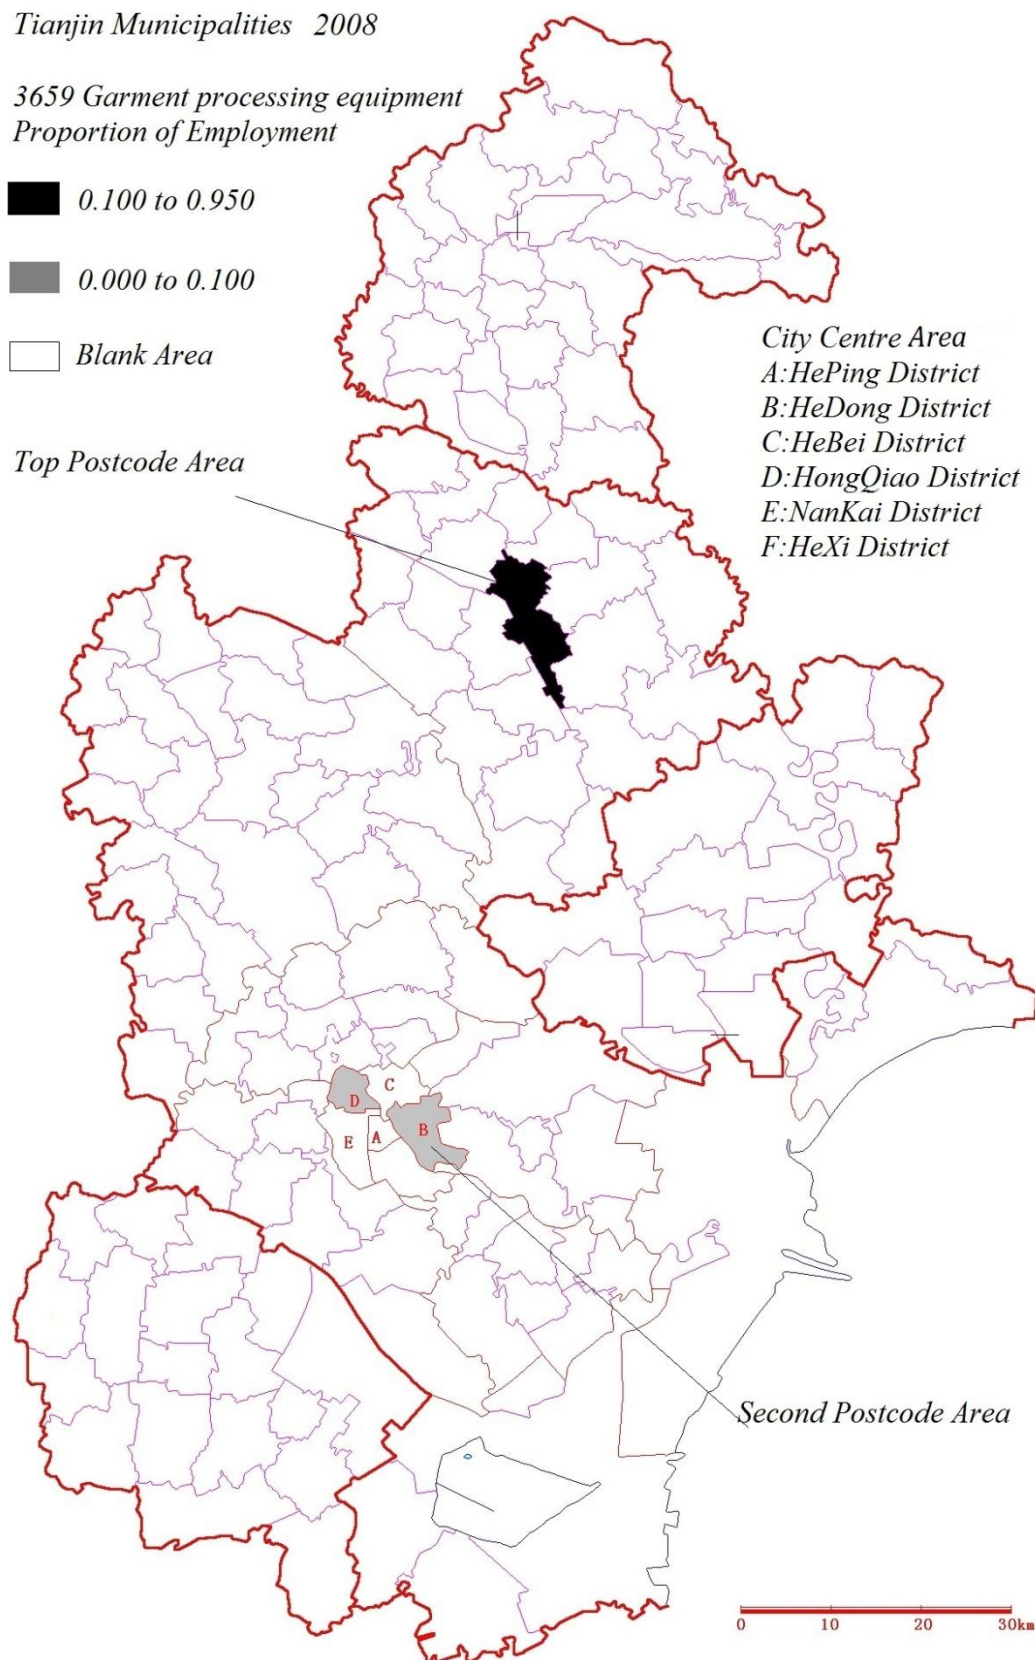 Tianjin Municipalities 2008
3659 Garment processing equipment
Proportion of Employment
0.100 to 0.950
0.000 to 0.100
Blank Area
City Centre Area
A:HePing District
B:HeDong District
C:HeBei District
D:HongQiao District
E:NanKai District
F:HeXi District
Top Postcode Area
C
D
B
E
A
Second Postcode Area
0 10 20 30km